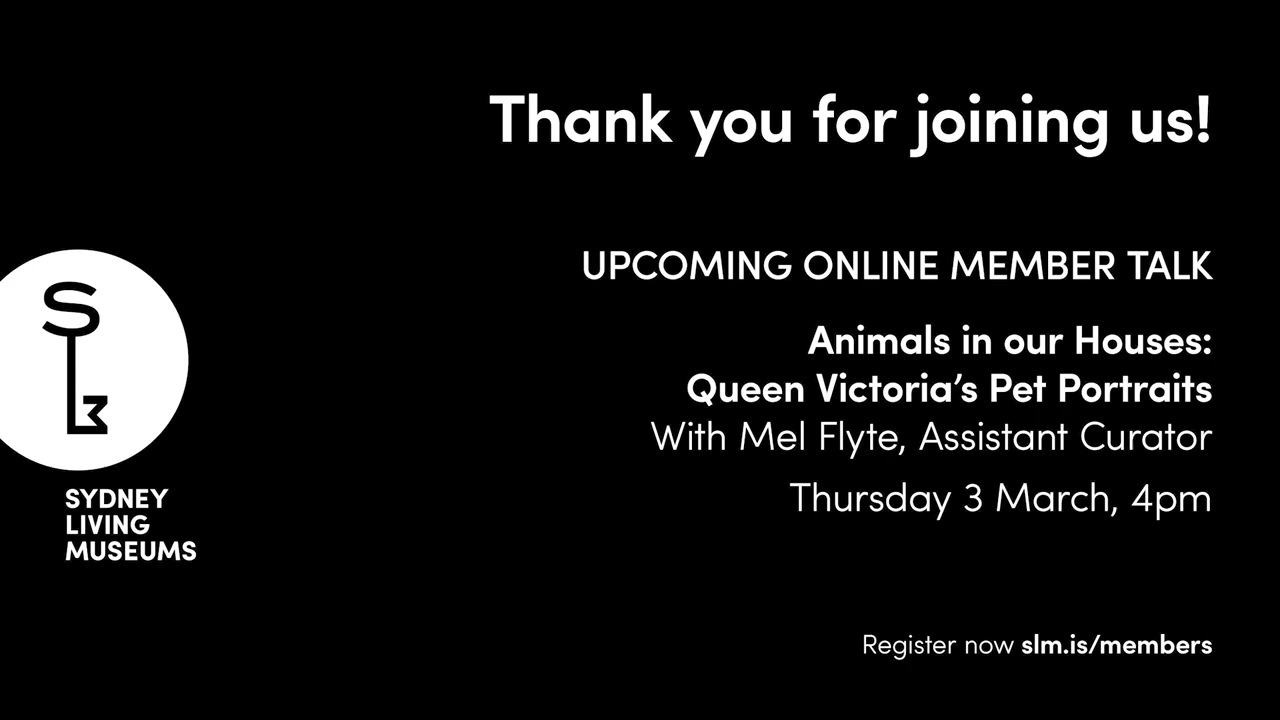 Thank you for joining us!
UPCOMING ONLINE MEMBER TALK
Animals in our Houses:
Queen Victoria’s Pet Portraits
With Mel Flyte, Assistant Curator
Thursday 3 March, 4pm
Register now slm.is/members
SLM
SYDNEY
LIVING
MUSEUMS